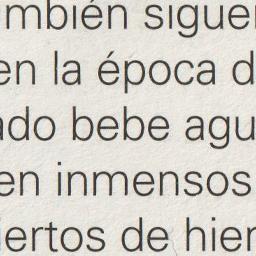 mbién siguen
en la época d
ado bebe agu
en inmensos
iertos de hier